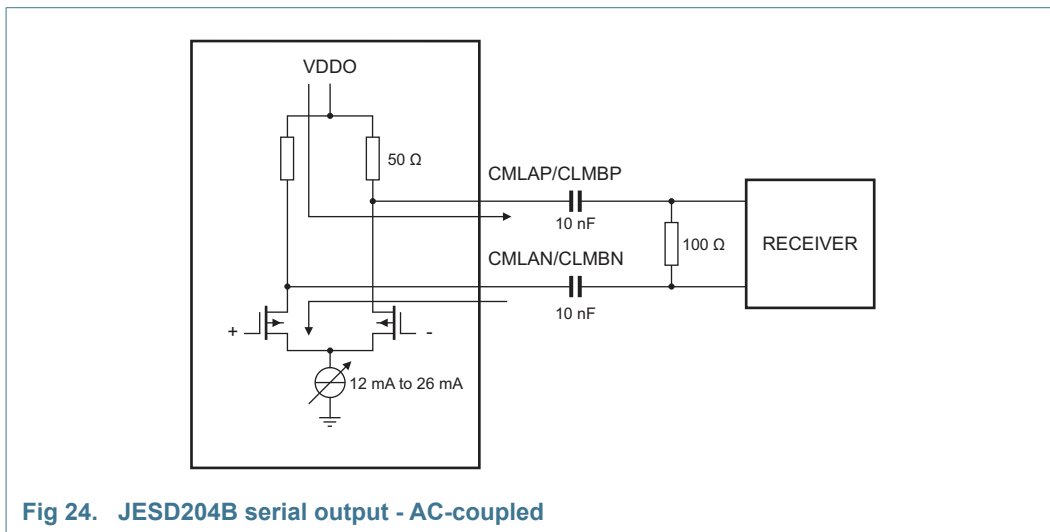 VDDO
50 Ω
CMLAP/CLMBP
10 nF
100 Ω
RECEIVER
CMLAN/CLMBN
10 nF
+
-
12 mA to 26 mA
Fig 24. JESD204B serial output - AC-coupled